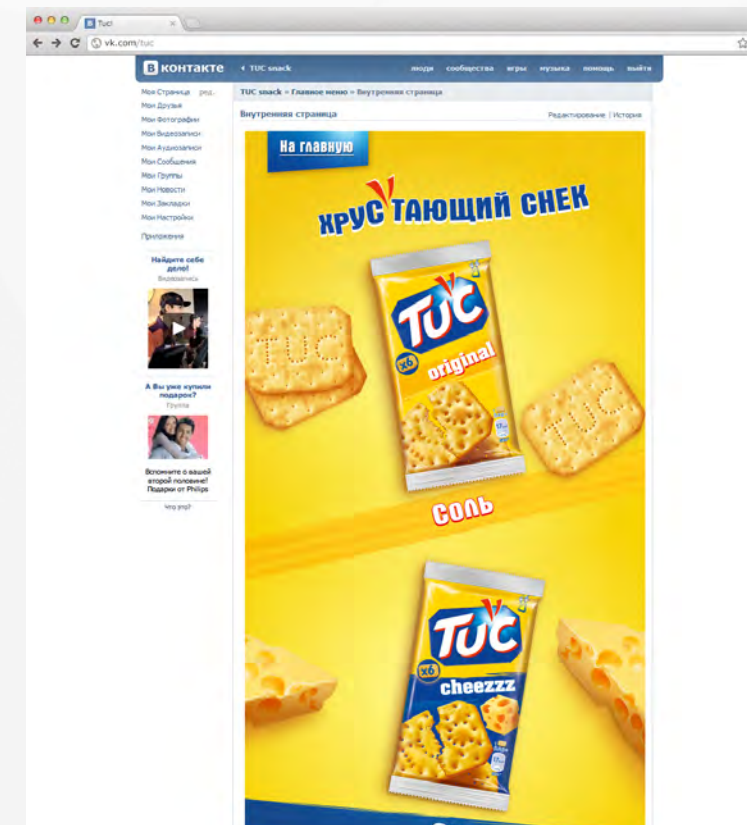 Tuc!
vk.com/tuc
В контакте
TUC snack
люди сообщества игры музыка помощь выйти
Моя Страница ред.
Мои Друзья
Мои Фотографии
Мои Видеозаписи
Мои Аудиозаписи
Мои Сообщения
Мои Группы
Мои Новости
Мои Закладки
Мои Настройки
Приложения
Найдите себе
дело!
Видеозапись
А Вы уже купили
подарок?
Группа
Вспомните о вашей
второй половине!
Подарки от Philips
Что это?
TUC snack » Главное меню » Внутренняя страница
Внутренняя страница
Редактирование | История
На главную
хрусТАЮЩИЙ СНЕК
TUC
TUC
x6
original
TUC
Соль
TUC
x6
cheezzz